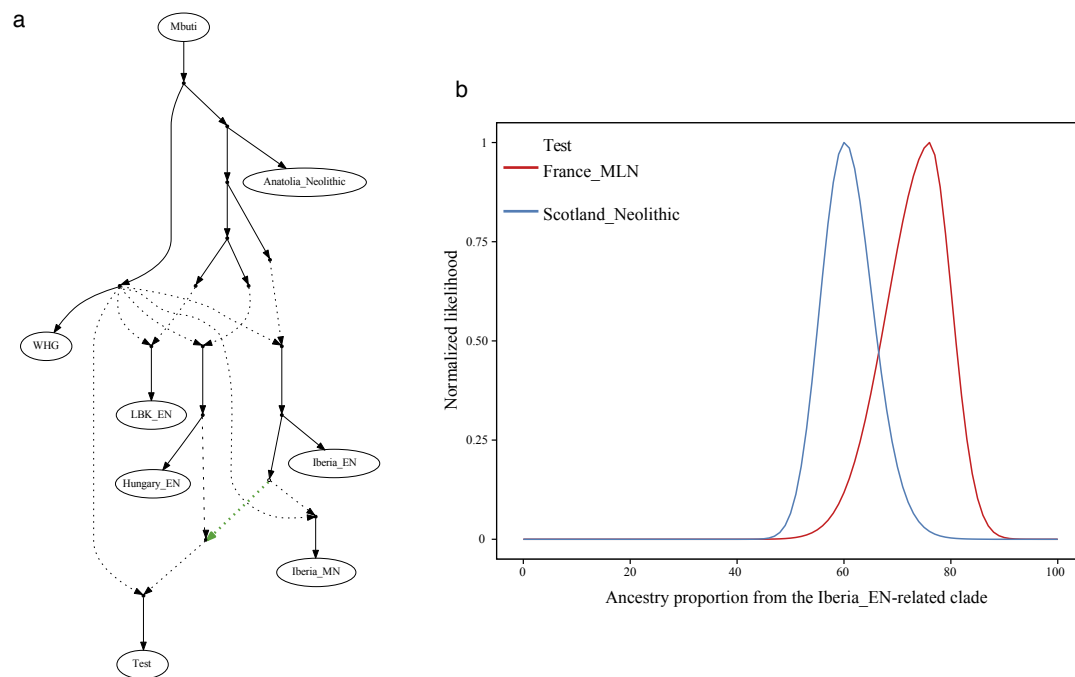 a
Mbuti
Anatolia_Neolithic
WHG
LBK_EN
Iberia_EN
Hungary_EN
Iberia_MN
Test
b
Test
France_MLN
Scotland_Neolithic
1
0.75
0.50
0.25
0
Normalized likelihood
0 20 40 60 80 100
Ancestry proportion from the Iberia_EN-related clade